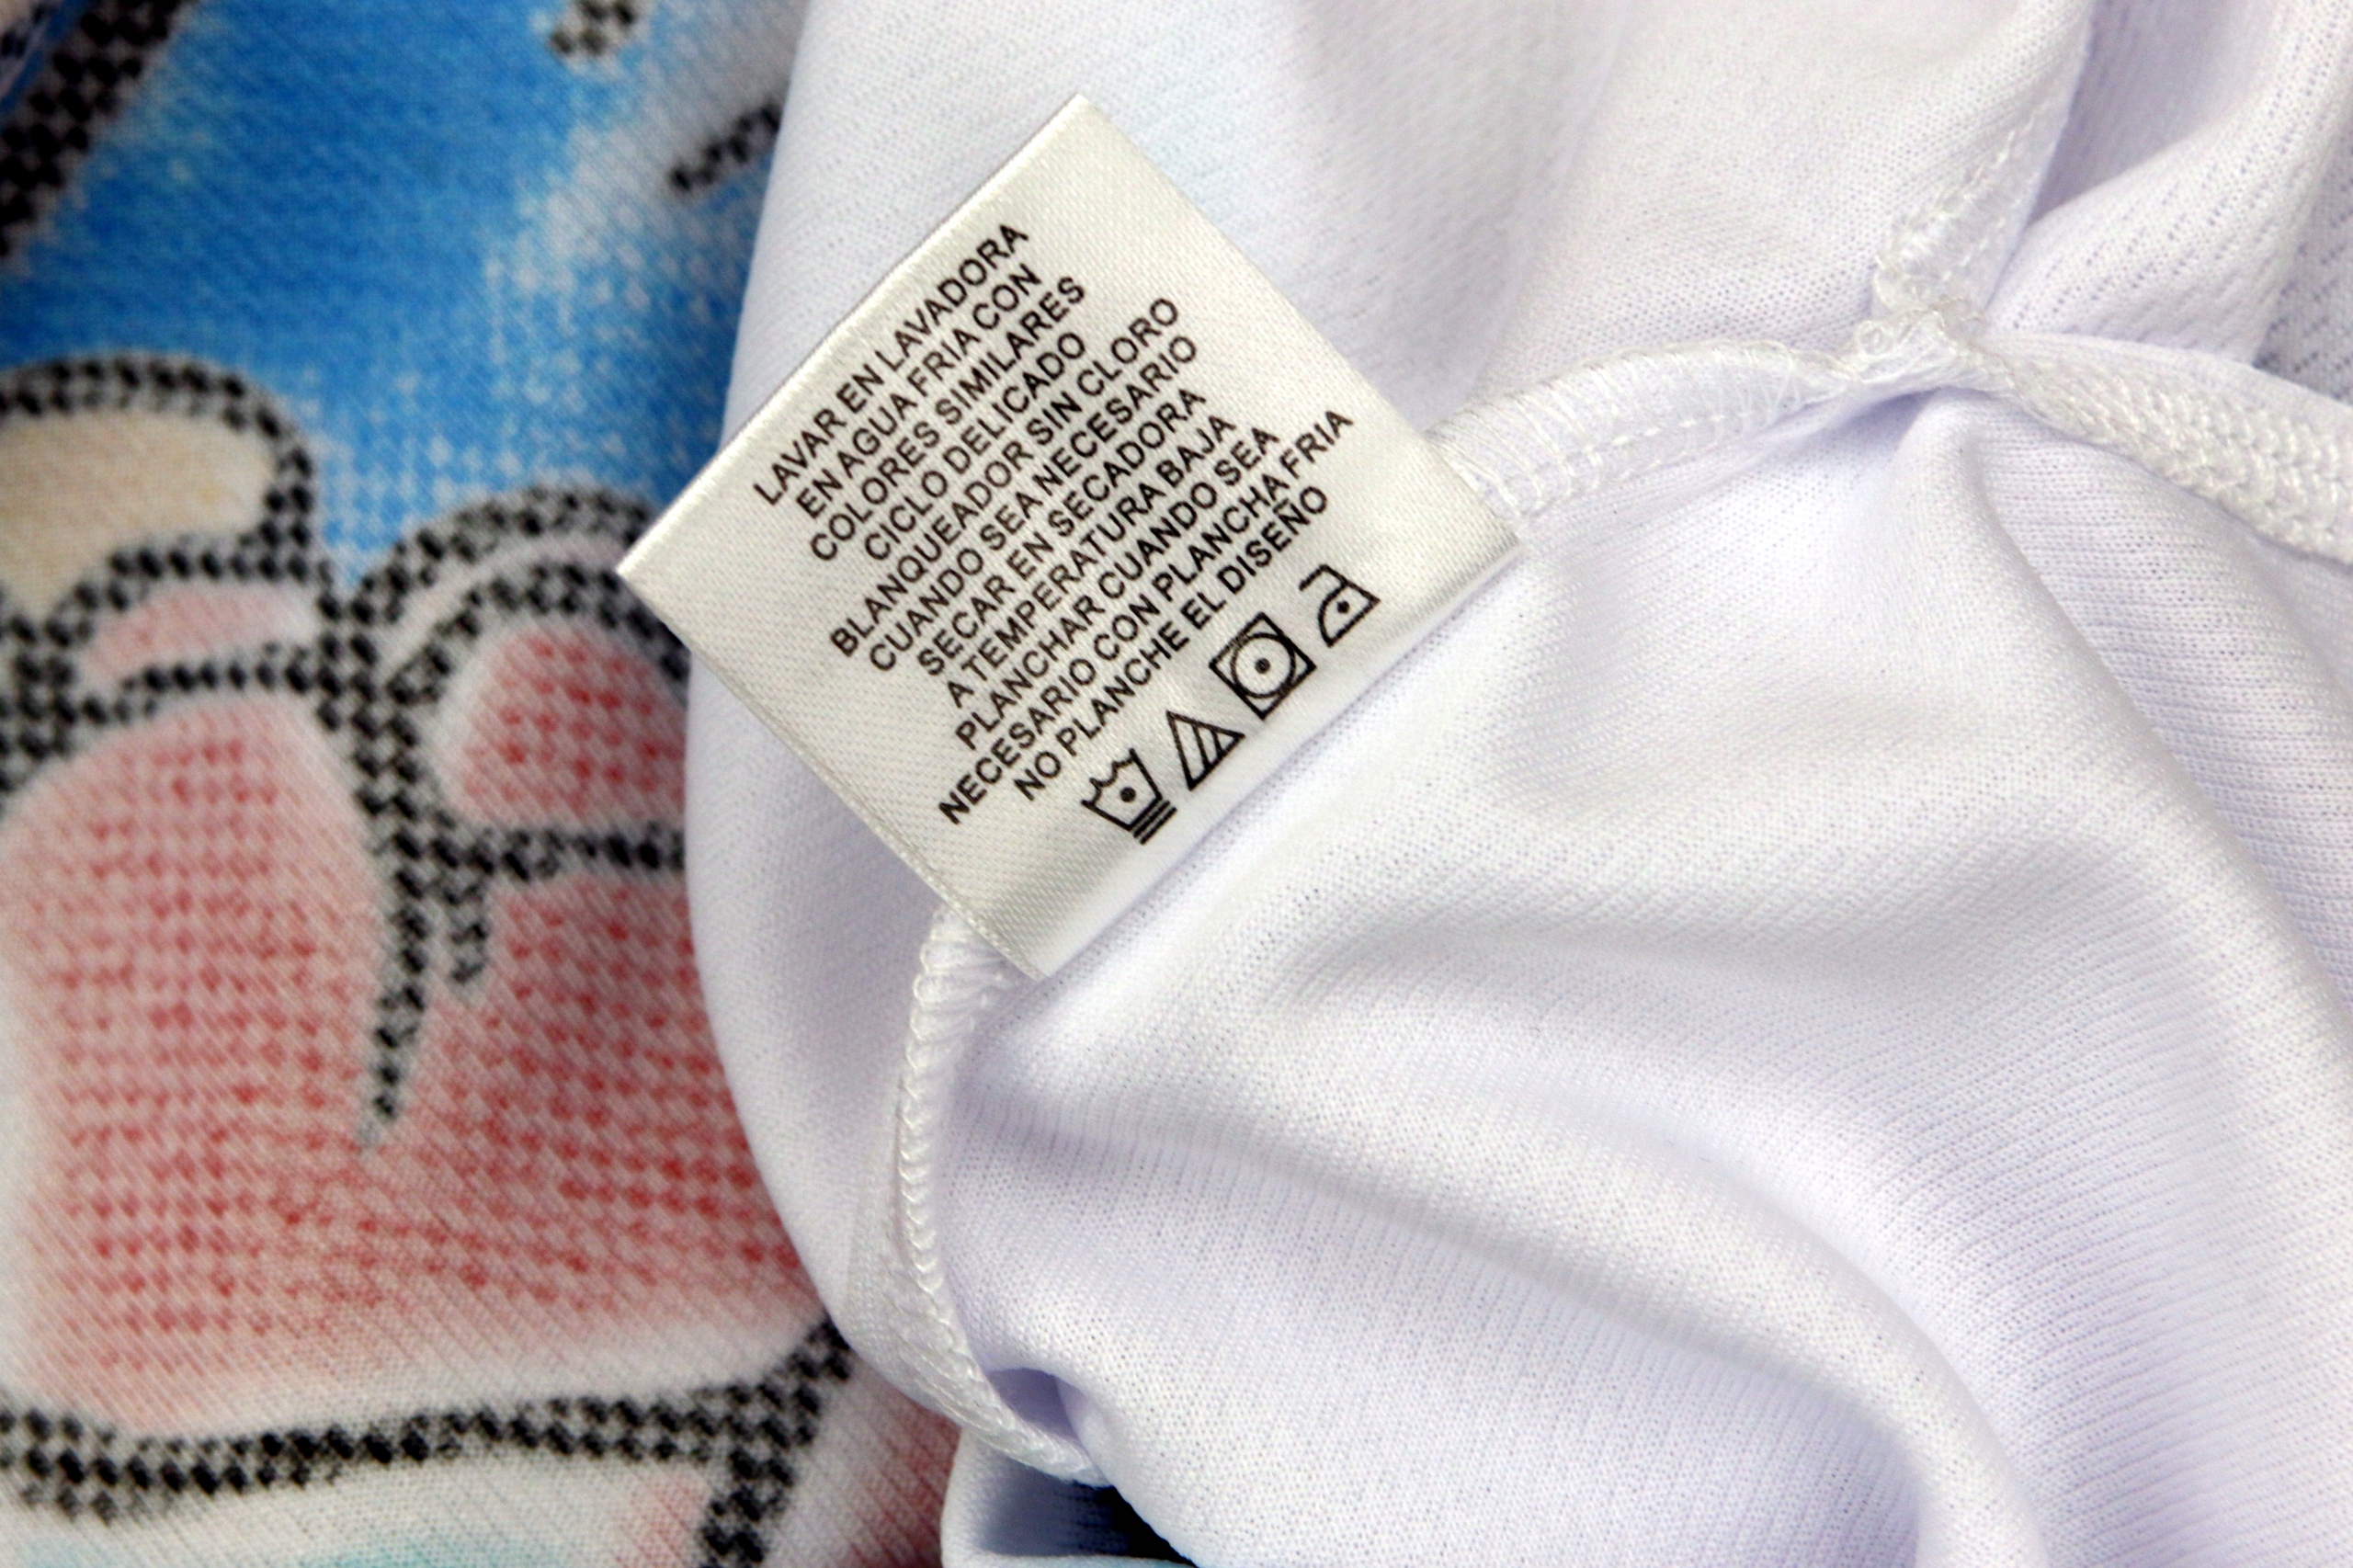 LAVAR EN LAVADORA
EN AGUA FRIA CON
COLORES SIMILARES
CICLO DELICADO
BLANQUEADOR SIN CLORO
CUANDO SEA NECESARIO
SECAR EN SECADORA
A TEMPERATURA BAJA
PLANCHAR CUANDO SEA
NECESARIO CON PLANCHA FRIA
NO PLANCHE EL DISEÑO